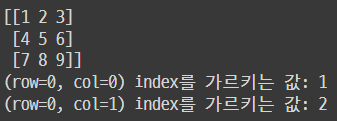 [[1 2 3]
 [4 5 6]
 [7 8 9]]
(row=0, col=0) index를 가르키는 값: 1
(row=0, col=1) index를 가르키는 값: 2